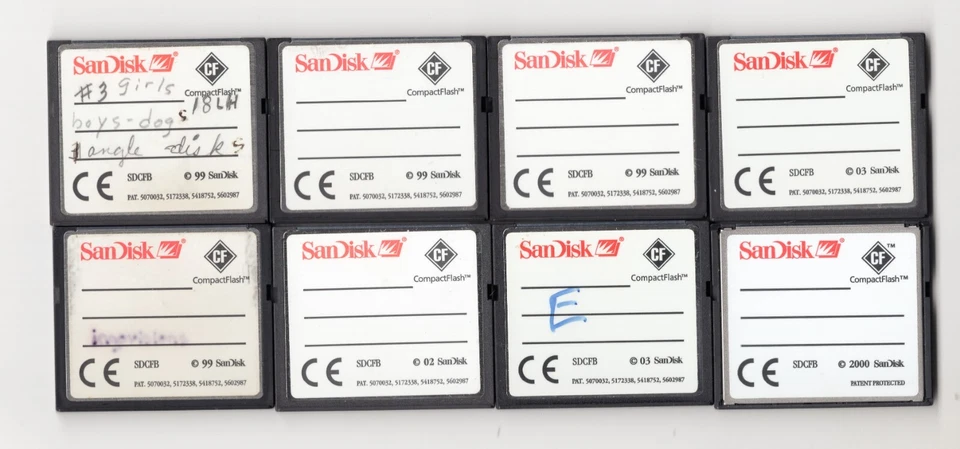 SanDisk®
CF
#3 girls CompactFlash™
18LH
boys-dogs
angle disks
CE SDCFB © 99 SanDisk
PAT. 5070032, 5172338, 5418752, 5602987
SanDisk®
CF
CompactFlash™
CE SDCFB © 99 SanDisk
PAT. 5070032, 5172338, 5418752, 5602987
SanDisk®
CF
CompactFlash™
CE SDCFB © 99 SanDisk
PAT. 5070032, 5172338, 5418752, 5602987
SanDisk®
CF
CompactFlash™
CE SDCFB © 03 SanDisk
PAT. 5070032, 5172338, 5418752, 5602987
SanDisk®
CF
CompactFlash™
CE SDCFB © 99 SanDisk
PAT. 5070032, 5172338, 5418752, 5602987
SanDisk®
CF
CompactFlash™
CE SDCFB © 02 SanDisk
PAT. 5070032, 5172338, 5418752, 5602987
SanDisk®
CF
CompactFlash™
E
CE SDCFB © 03 SanDisk
PAT. 5070032, 5172338, 5418752, 5602987
SanDisk®
CF™
CompactFlash™
CE SDCFB © 2000 SanDisk
PATENT PROTECTED